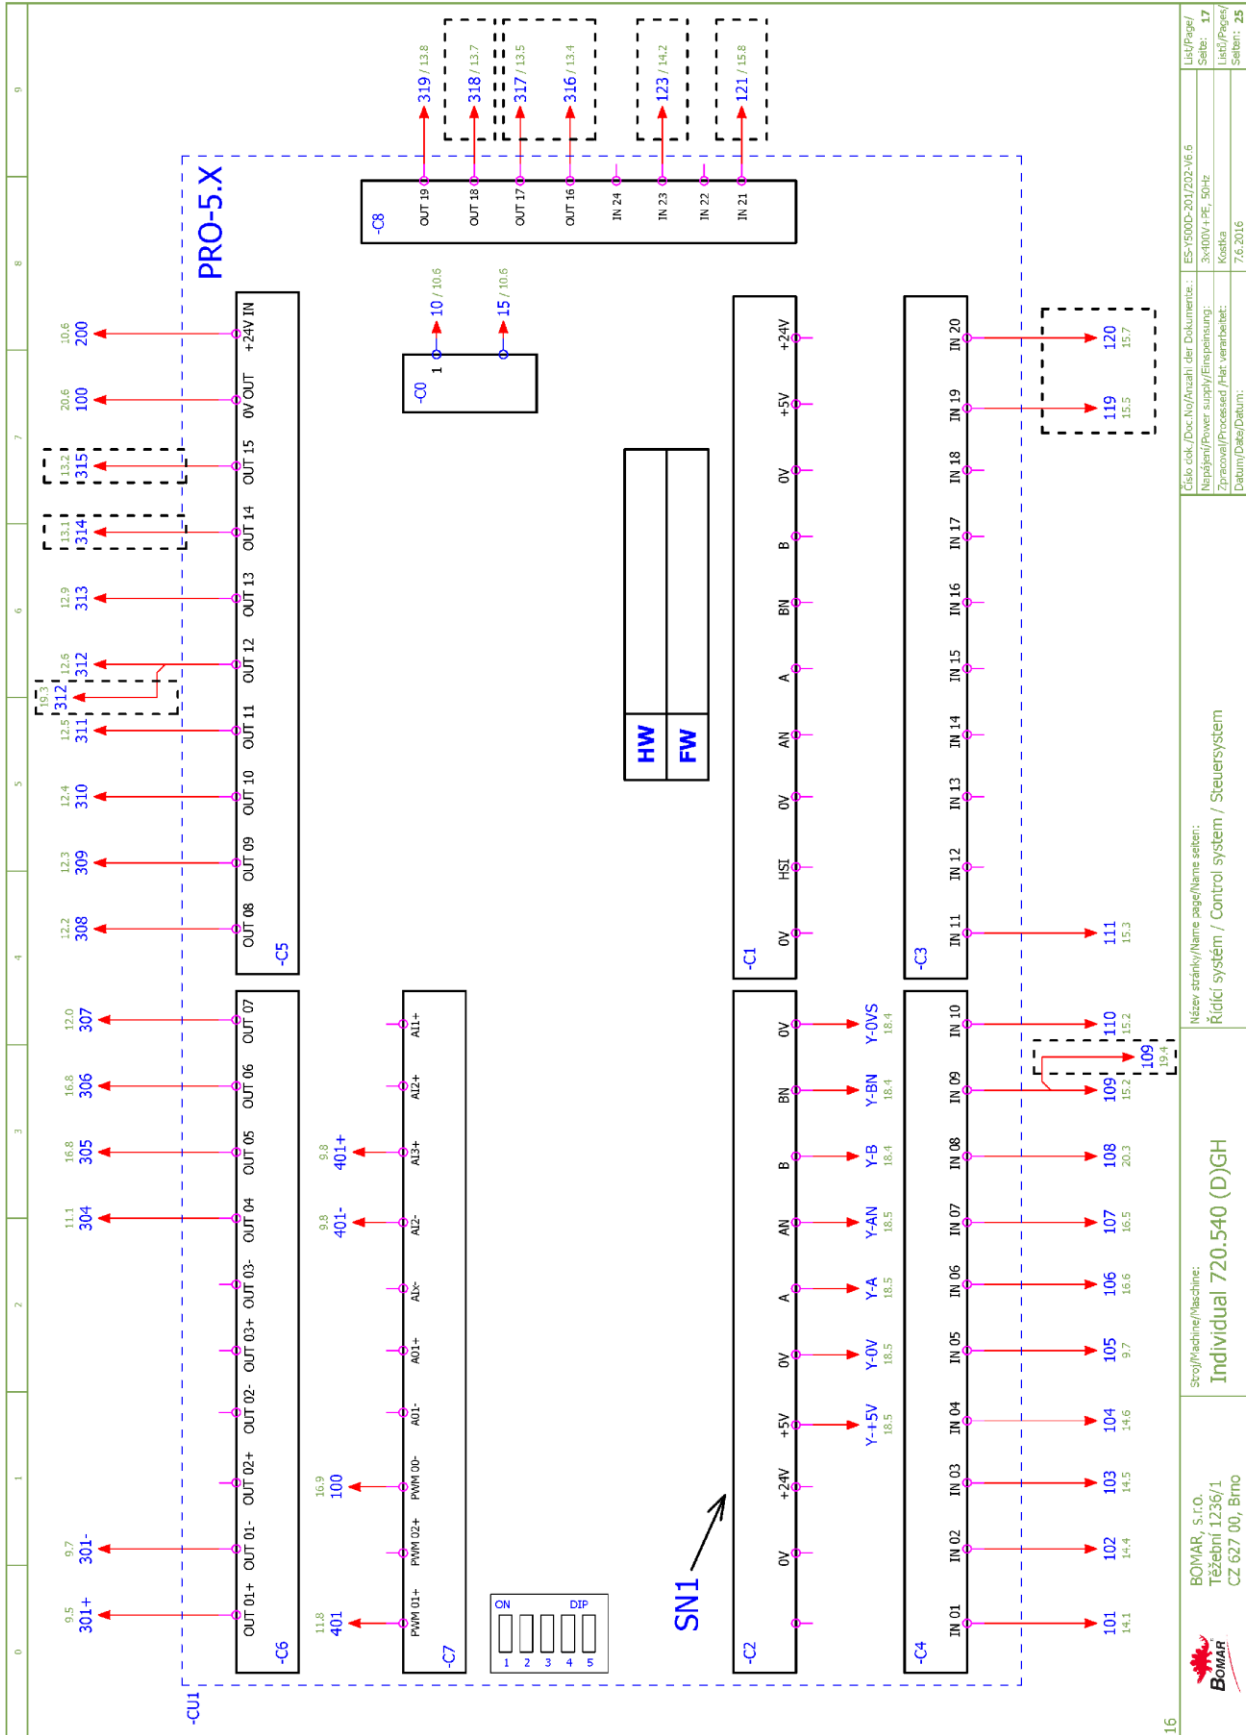 0 1 2 3 4 5 6 7 8 9
-CU1
PRO-5.X
9.5 9.7 11.1 16.8 16.8 12.0 12.2 12.3 12.4 12.5 19.3 12.6 12.9 13.1 13.2 20.6 10.6
301+ 301- 304 305 306 307 308 309 310 311 312 312 313 314 315 100 200
OUT 01+ OUT 01- OUT 02+ OUT 02- OUT 03+ OUT 03- OUT 04 OUT 05 OUT 06 OUT 07
-C6
OUT 08 OUT 09 OUT 10 OUT 11 OUT 12 OUT 13 OUT 14 OUT 15 0V OUT +24V IN
-C5
11.8 16.9 9.8 9.8
401 100 401- 401+
PWM 01+ PWM 02+ PWM 00- A01- A01+ AIx- AI2- AI3+ AI2+ AI1+
-C7
-C0
1
10 / 10.6
15 / 10.6
-C8
OUT 19 OUT 18 OUT 17 OUT 16 IN 24 IN 23 IN 22 IN 21
319 / 13.8
318 / 13.7
317 / 13.5
316 / 13.4
123 / 14.2
121 / 15.8
ON DIP
1 2 3 4 5
HW
FW
SN1
-C2
0V +24V +5V 0V A AN B BN 0V
Y-+5V Y-0V Y-A Y-AN Y-B Y-BN Y-0VS
18.5 18.5 18.5 18.5 18.4 18.4 18.4
-C1
0V HSI 0V AN A BN B 0V +5V +24V
-C4
IN 01 IN 02 IN 03 IN 04 IN 05 IN 06 IN 07 IN 08 IN 09 IN 10
-C3
IN 11 IN 12 IN 13 IN 14 IN 15 IN 16 IN 17 IN 18 IN 19 IN 20
101 102 103 104 105 106 107 108 109 110 111 119 120
14.1 14.4 14.5 14.6 9.7 16.6 16.5 20.3 15.2 15.2 15.3 15.5 15.7
109
19.4
16
BOMAR
BOMAR, s.r.o.
Těžební 1236/1
CZ 627 00, Brno
Stroj/Machine/Maschine:
Individual 720.540 (D)GH
Název stránky/Name page/Name seiten:
Řídící systém / Control system / Steuersystem
Číslo dok./Doc.No/Anzahl der Dokumente.: ES-Y500D-201/202-V6.6
Napájení/Power supply/Einspeinsung: 3x400V+PE, 50Hz
Zpracoval/Processed /Hat verarbeitet: Kostka
Datum/Date/Datum: 7.6.2016
List/Page/
Seite: 17
Listů/Pages/
Seiten: 25